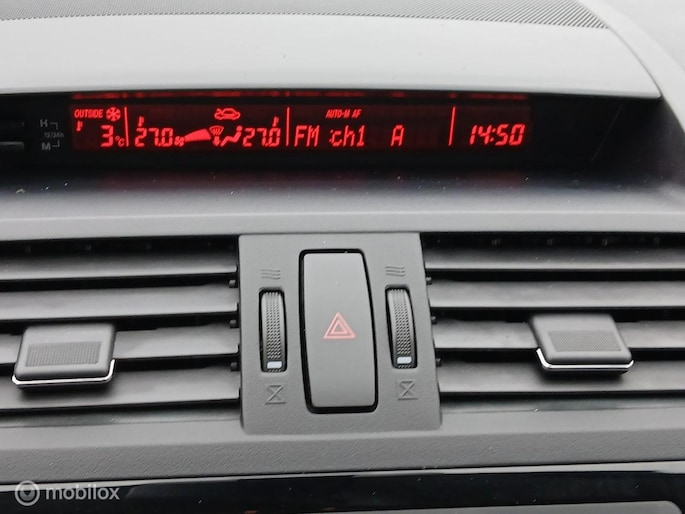 OUTSIDE
3°C
27.0
27.0
AUTO-M AF
FM ch1 A
14:50
H
M
mobilox